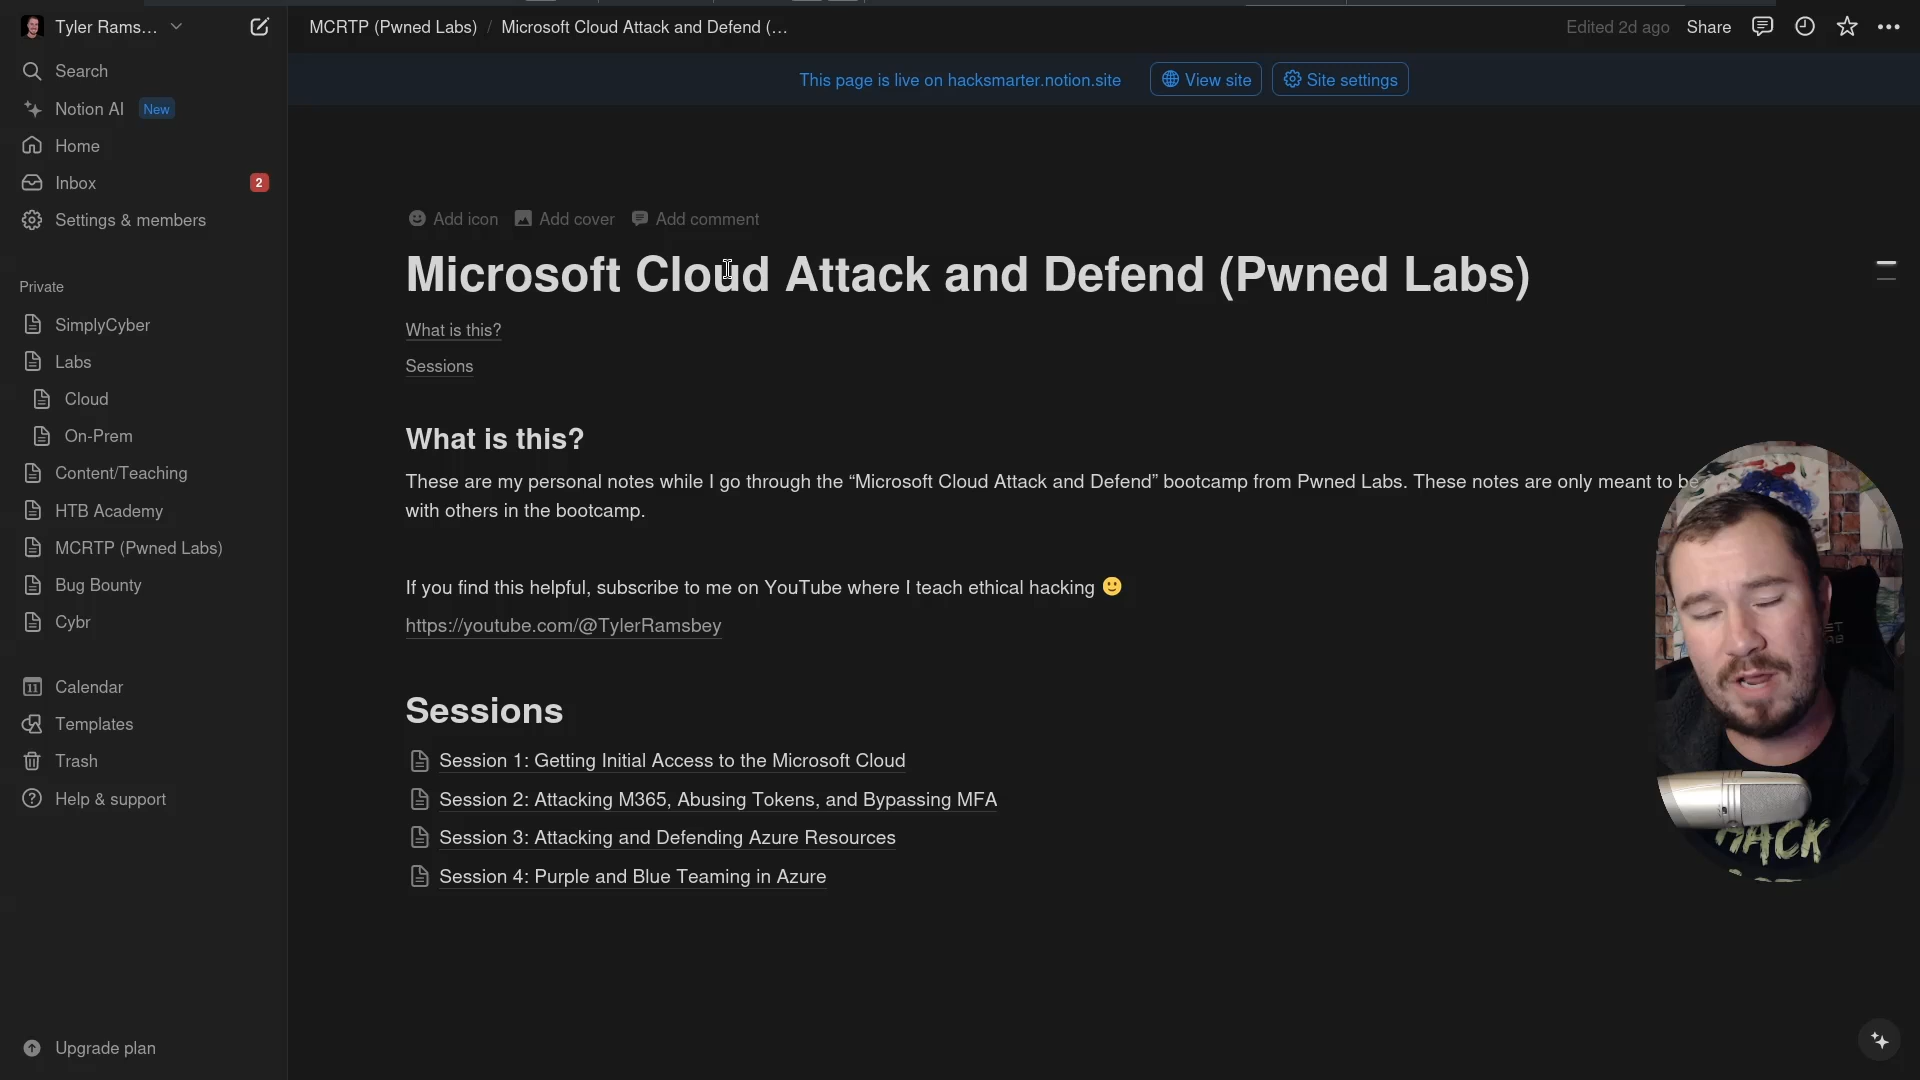 Tyler Rams...
MCRTP (Pwned Labs) / Microsoft Cloud Attack and Defend (...
Edited 2d ago
Share
Search
Notion AI New
Home
Inbox 2
Settings & members
Private
SimplyCyber
Labs
Cloud
On-Prem
Content/Teaching
HTB Academy
MCRTP (Pwned Labs)
Bug Bounty
Cybr
11 Calendar
Templates
Trash
Help & support
Upgrade plan
This page is live on hacksmarter.notion.site
View site
Site settings
Add icon
Add cover
Add comment
Microsoft Cloud Attack and Defend (Pwned Labs)
What is this?
Sessions
What is this?
These are my personal notes while I go through the “Microsoft Cloud Attack and Defend” bootcamp from Pwned Labs. These notes are only meant to be
with others in the bootcamp.
If you find this helpful, subscribe to me on YouTube where I teach ethical hacking 🙂
https://youtube.com/@TylerRamsbey
Sessions
Session 1: Getting Initial Access to the Microsoft Cloud
Session 2: Attacking M365, Abusing Tokens, and Bypassing MFA
Session 3: Attacking and Defending Azure Resources
Session 4: Purple and Blue Teaming in Azure
HACK